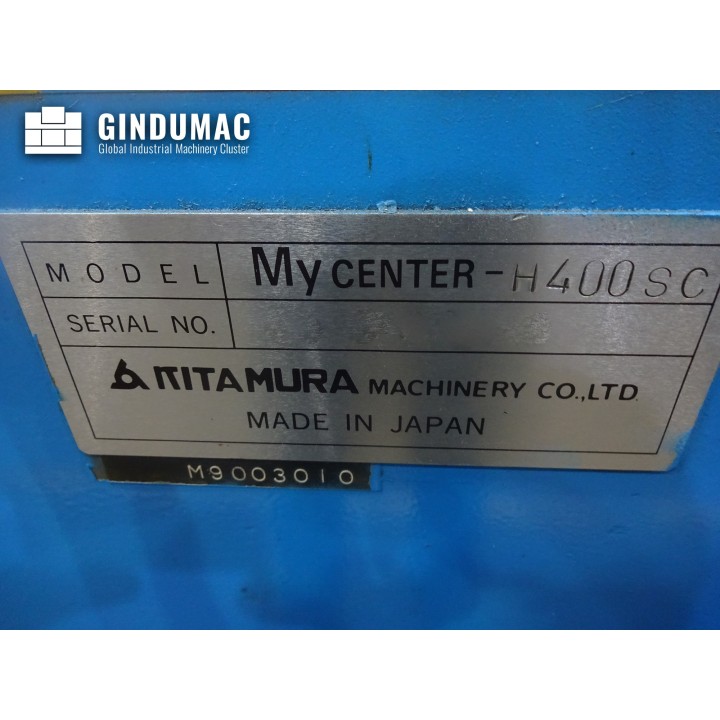 GINDUMAC
Global Industrial Machinery Cluster
MODEL My CENTER - H400SC
SERIAL NO.
KITAMURA MACHINERY CO.,LTD.
MADE IN JAPAN
M9003010